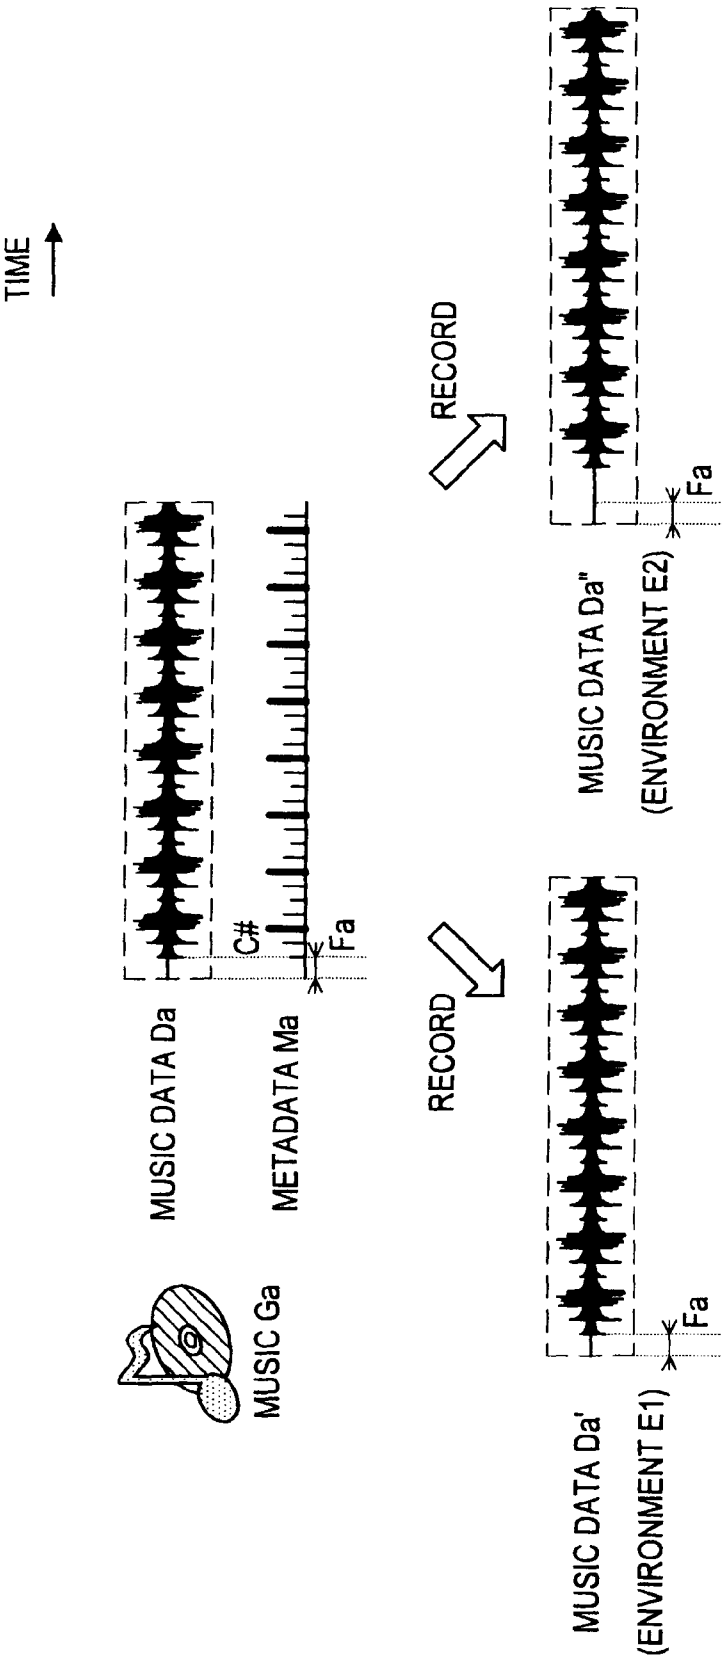 TIME
MUSIC Ga
MUSIC DATA Da
METADATA Ma
C#
Fa
RECORD
RECORD
MUSIC DATA Da'
(ENVIRONMENT E1)
Fa
MUSIC DATA Da"
(ENVIRONMENT E2)
Fa